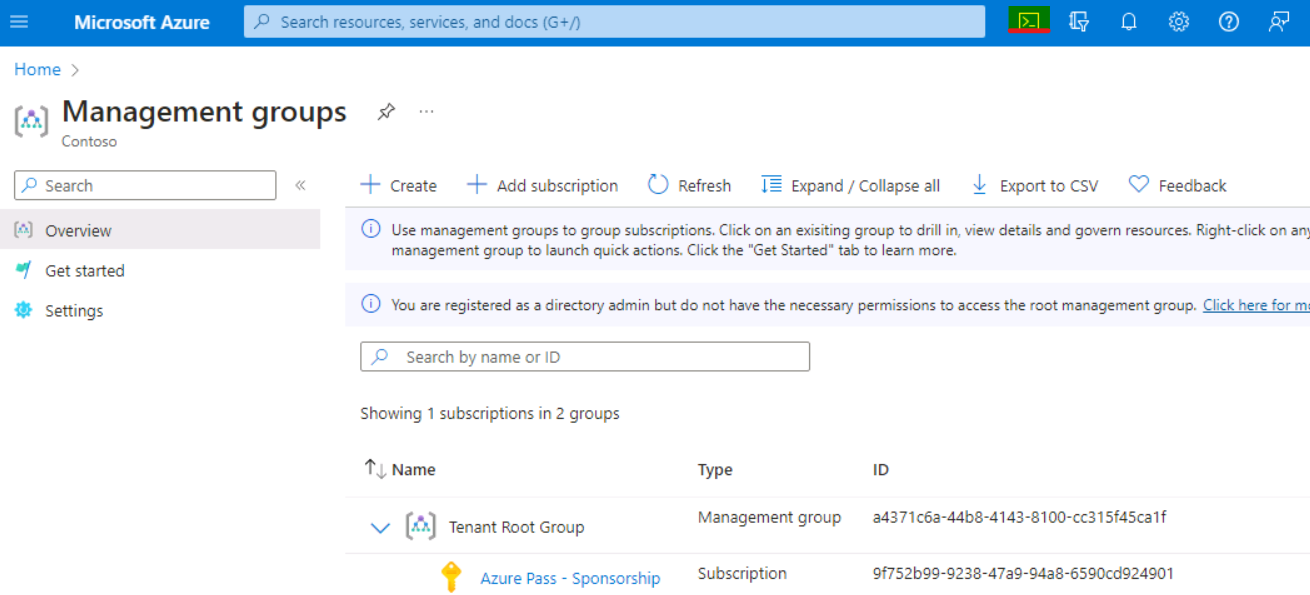 Microsoft Azure
Search resources, services, and docs (G+/)
Home
Management groups
Contoso
Search
Create
Add subscription
Refresh
Expand / Collapse all
Export to CSV
Feedback
Overview
Get started
Settings
Use management groups to group subscriptions. Click on an exisiting group to drill in, view details and govern resources. Right-click on any
management group to launch quick actions. Click the "Get Started" tab to learn more.
You are registered as a directory admin but do not have the necessary permissions to access the root management group. Click here for mo
Search by name or ID
Showing 1 subscriptions in 2 groups
Name Type ID
Tenant Root Group Management group a4371c6a-44b8-4143-8100-cc315f45ca1f
Azure Pass - Sponsorship Subscription 9f752b99-9238-47a9-94a8-6590cd924901